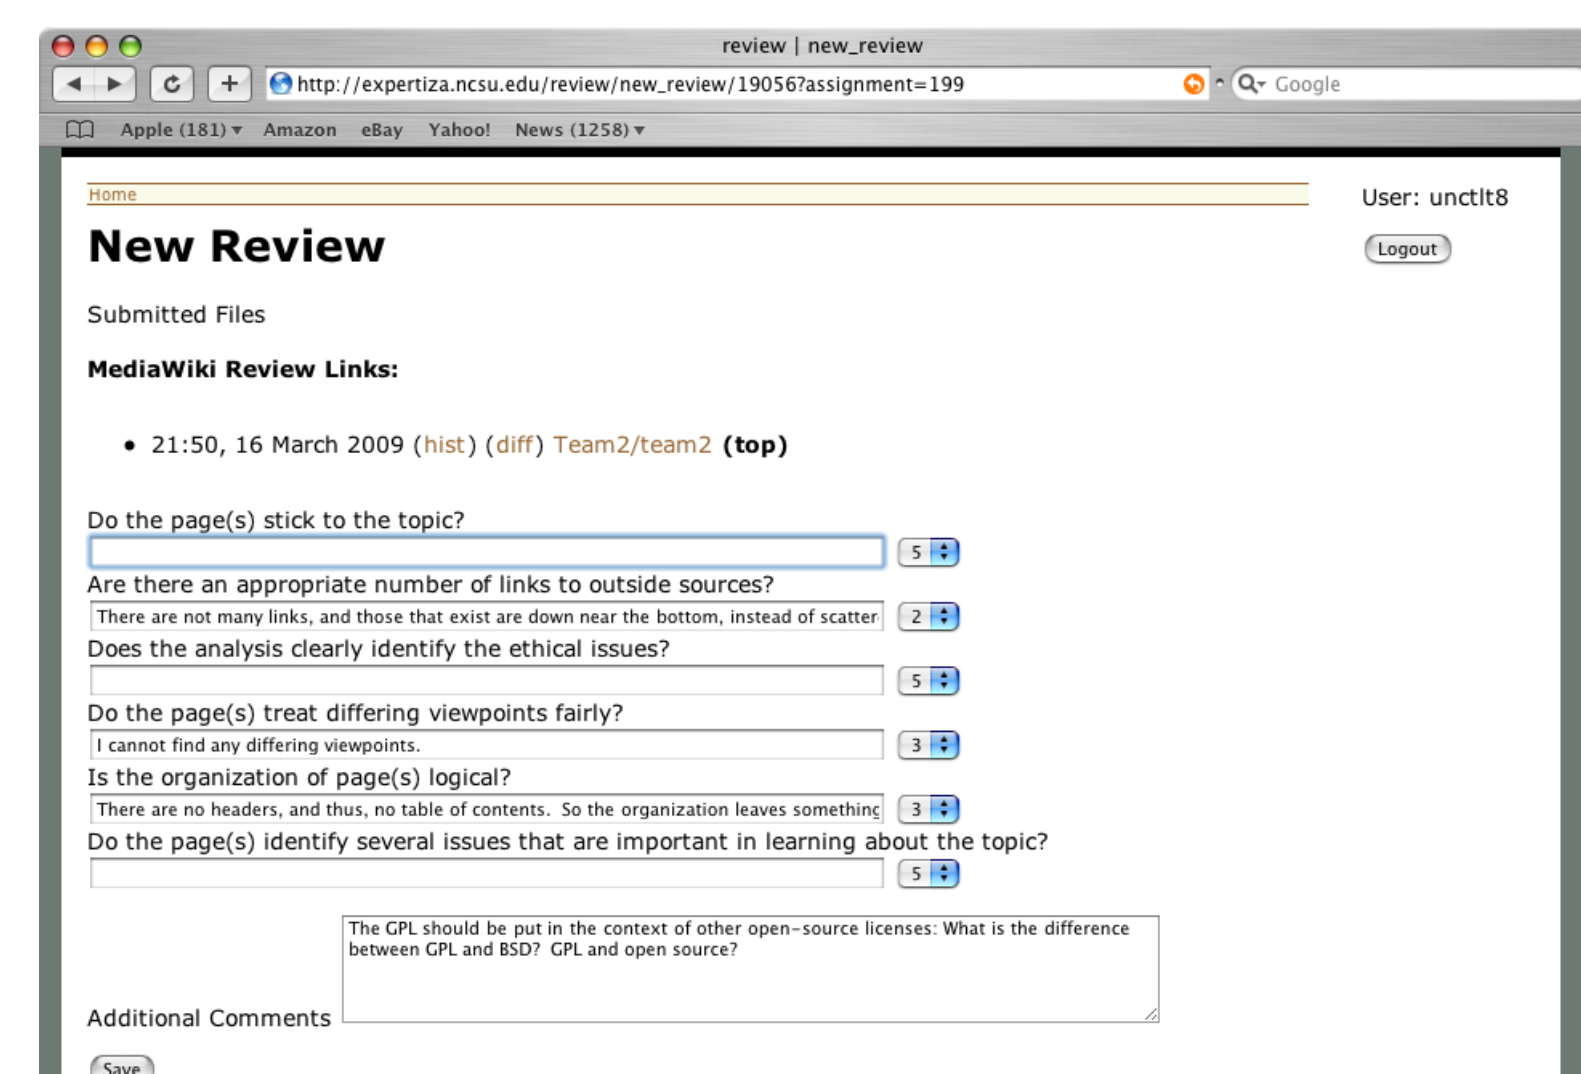 review | new_review
http://expertiza.ncsu.edu/review/new_review/19056?assignment=199
Google
Apple (181) Amazon eBay Yahoo! News (1258)
Home
User: unctlt8
New Review
Logout
Submitted Files
MediaWiki Review Links:
• 21:50, 16 March 2009 (hist) (diff) Team2/team2 (top)
Do the page(s) stick to the topic?
5
Are there an appropriate number of links to outside sources?
There are not many links, and those that exist are down near the bottom, instead of scatter
2
Does the analysis clearly identify the ethical issues?
5
Do the page(s) treat differing viewpoints fairly?
I cannot find any differing viewpoints.
3
Is the organization of page(s) logical?
There are no headers, and thus, no table of contents.  So the organization leaves something
3
Do the page(s) identify several issues that are important in learning about the topic?
5
The GPL should be put in the context of other open-source licenses: What is the difference
between GPL and BSD?  GPL and open source?
Additional Comments
Save